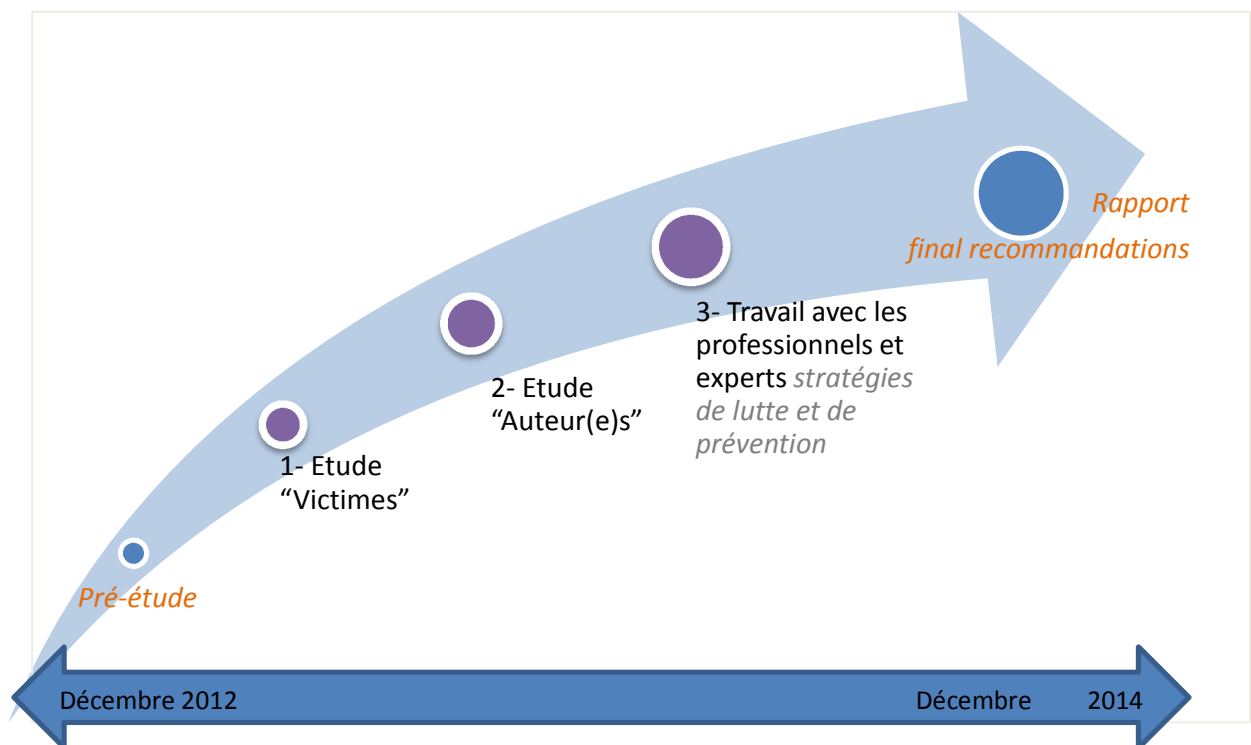 Rapport
final recommandations
3- Travail avec les
professionnels et
experts stratégies
de lutte et de
prévention
2- Etude
“Auteur(e)s”
1- Etude
“Victimes”
Pré-étude
Décembre 2012
Décembre 2014